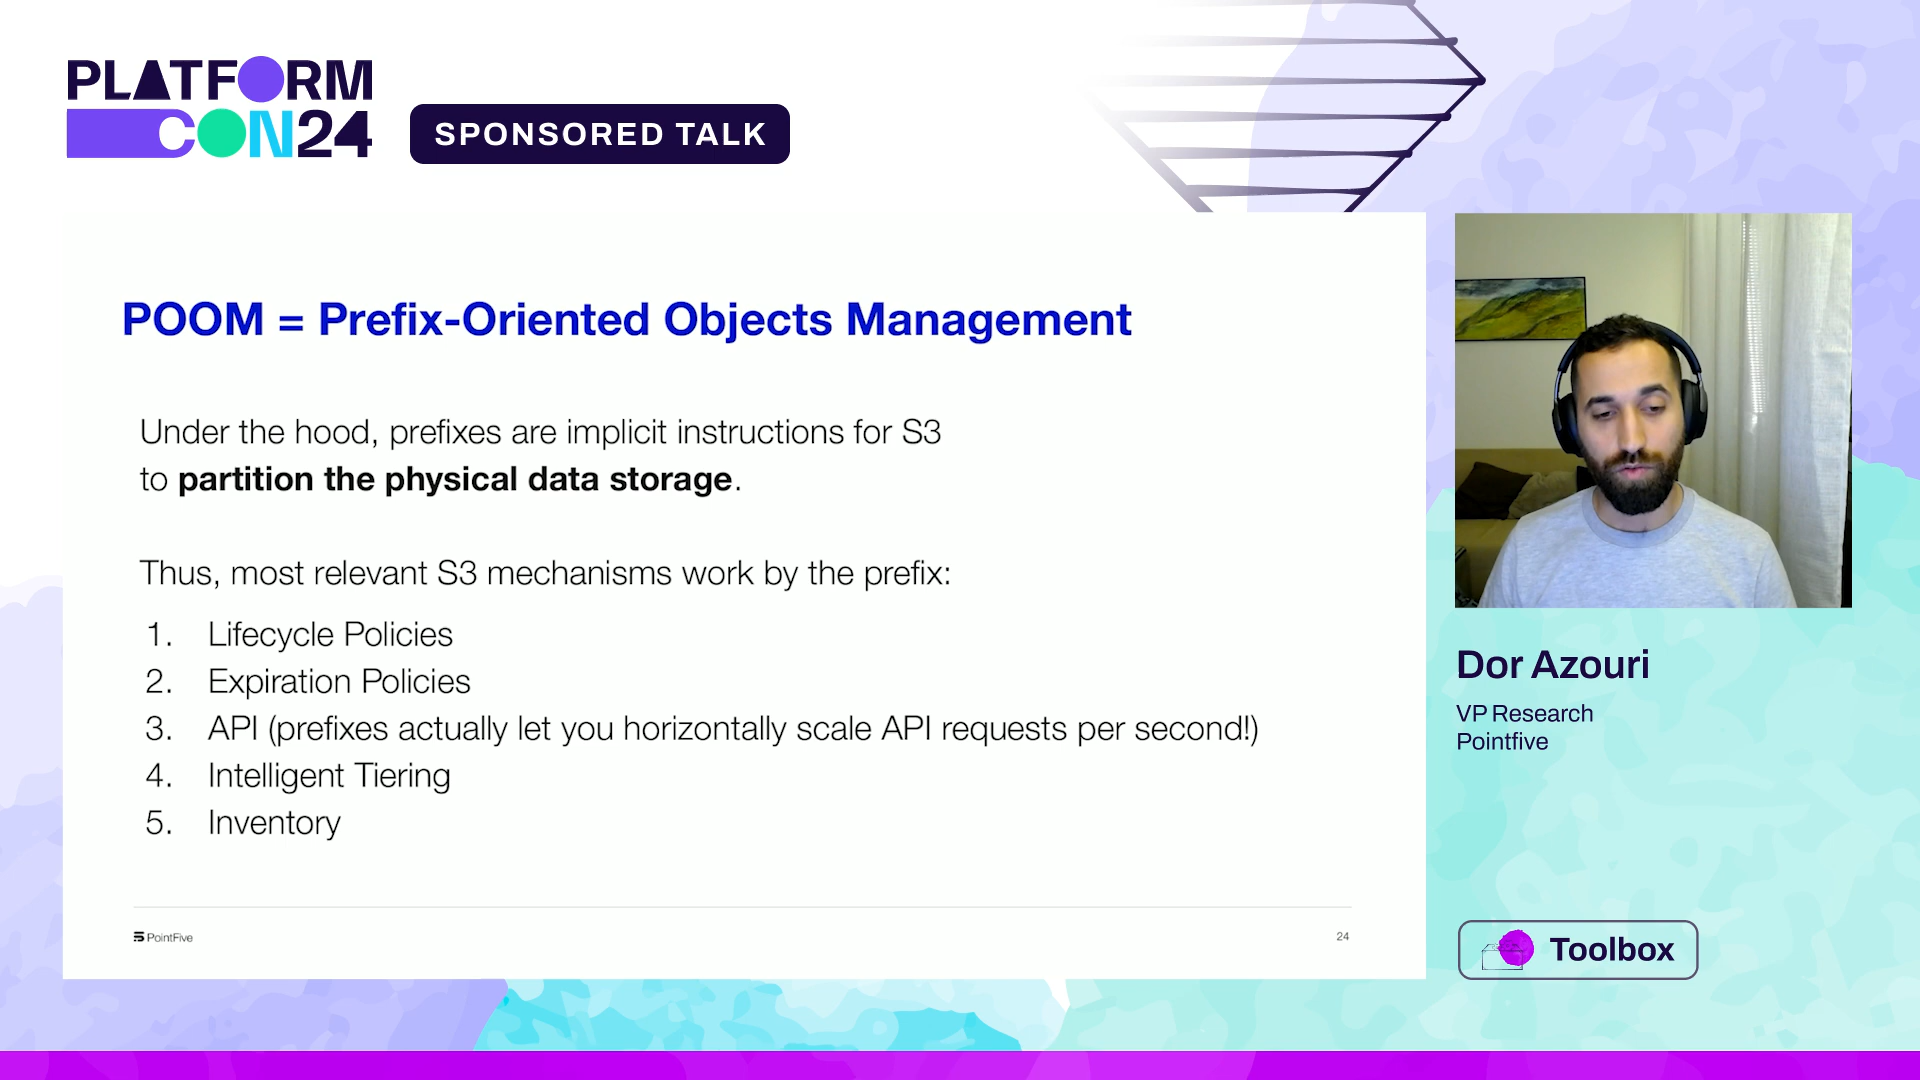 PLATFORM
CON24
SPONSORED TALK
POOM = Prefix-Oriented Objects Management
Under the hood, prefixes are implicit instructions for S3
to partition the physical data storage.
Thus, most relevant S3 mechanisms work by the prefix:
1. Lifecycle Policies
2. Expiration Policies
3. API (prefixes actually let you horizontally scale API requests per second!)
4. Intelligent Tiering
5. Inventory
PointFive
24
Dor Azouri
VP Research
Pointfive
Toolbox